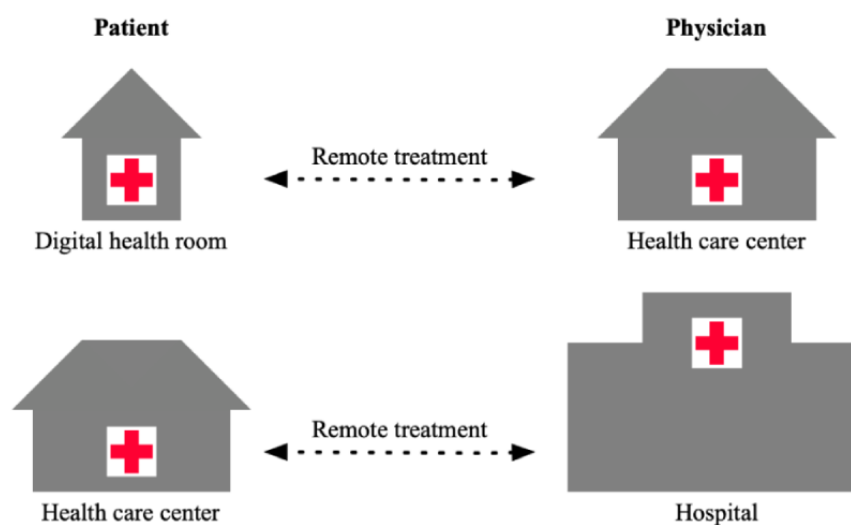 Patient
Physician
Remote treatment
Digital health room
Health care center
Remote treatment
Health care center
Hospital